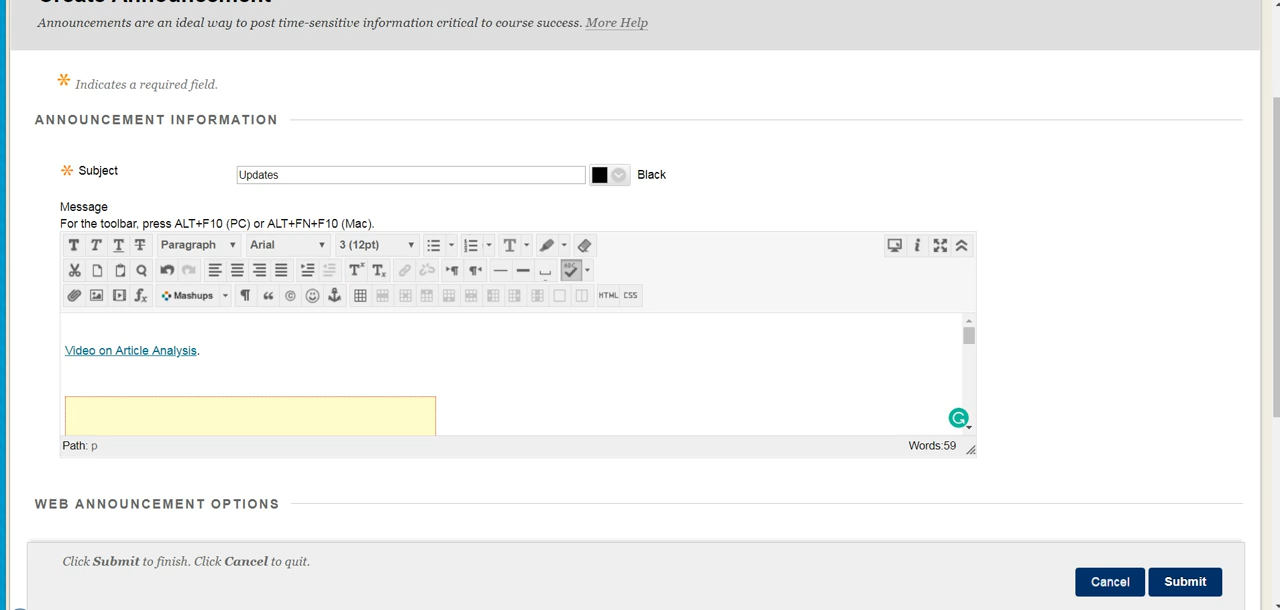 Create Announcement
Announcements are an ideal way to post time-sensitive information critical to course success. More Help
Indicates a required field.
ANNOUNCEMENT INFORMATION
Subject
Updates
Black
Message
For the toolbar, press ALT+F10 (PC) or ALT+FN+F10 (Mac).
Paragraph Arial 3 (12pt)
Mashups HTML CSS
Video on Article Analysis.
Path: p Words:59
WEB ANNOUNCEMENT OPTIONS
Click Submit to finish. Click Cancel to quit.
Cancel Submit